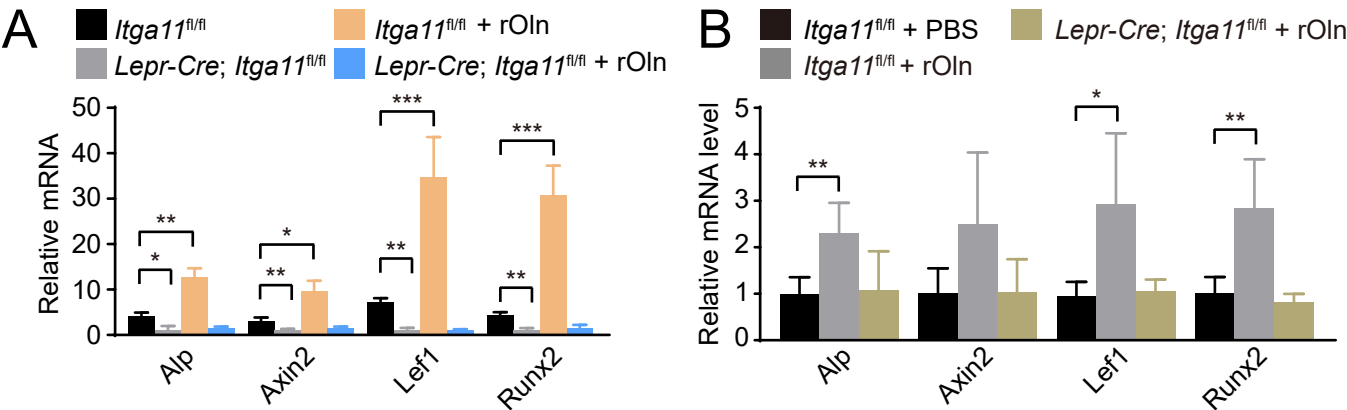 A
Itga11fl/fl
Itga11fl/fl + rOln
Lepr-Cre; Itga11fl/fl
Lepr-Cre; Itga11fl/fl + rOln
Relative mRNA
50
40
30
20
10
0
**
*
*
**
***
**
***
**
Alp
Axin2
Lef1
Runx2
B
Itga11fl/fl + PBS
Lepr-Cre; Itga11fl/fl + rOln
Itga11fl/fl + rOln
Relative mRNA level
5
4
3
2
1
0
**
*
**
Alp
Axin2
Lef1
Runx2